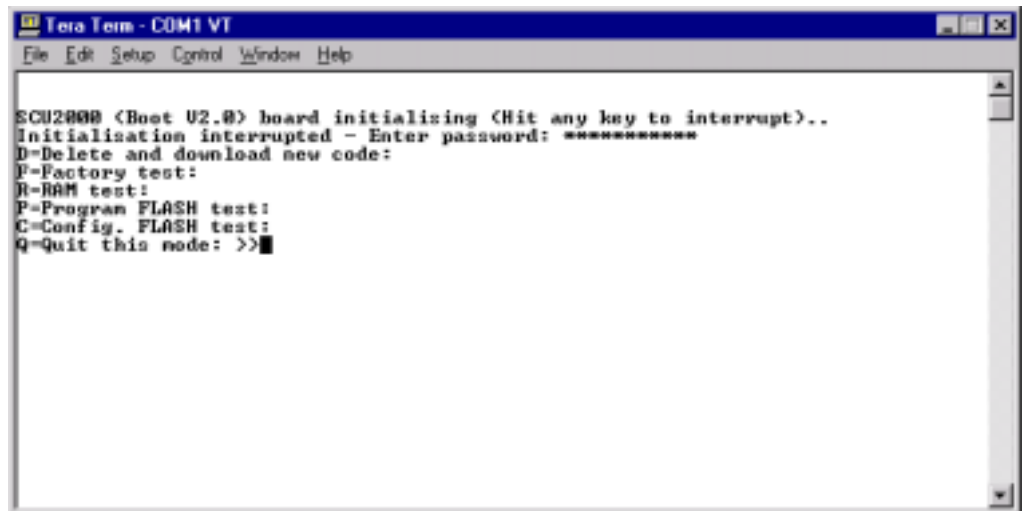 Tera Term - COM1 VT
File Edit Setup Control Window Help
SCU2000 (Boot V2.0) board initialising (Hit any key to interrupt)..
Initialisation interrupted - Enter password: ***********
D=Delete and download new code:
F=Factory test:
R=RAM test:
P=Program FLASH test:
C=Config. FLASH test:
Q=Quit this mode: >>